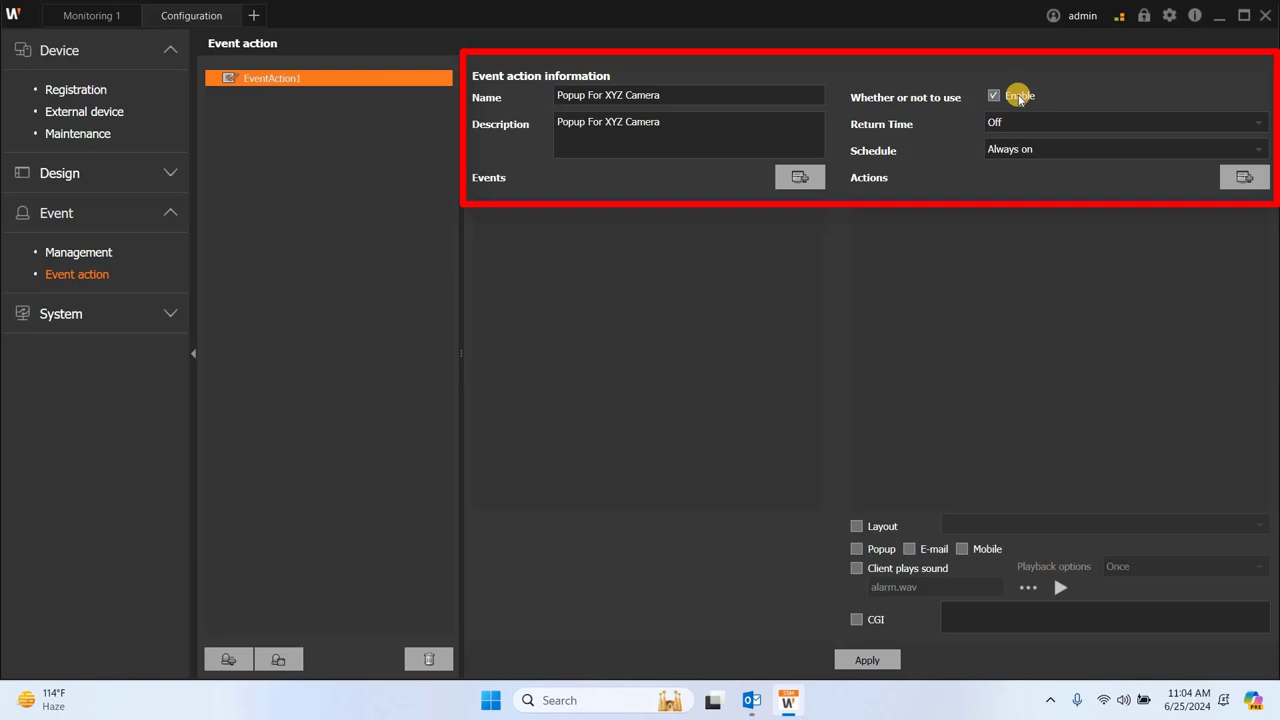 Monitoring 1
Configuration
admin
Device
Registration
External device
Maintenance
Design
Event
Management
Event action
System
Event action
EventAction1
Event action information
Name
Popup For XYZ Camera
Description
Popup For XYZ Camera
Events
Whether or not to use
Enable
Return Time
Off
Schedule
Always on
Actions
Layout
Popup
E-mail
Mobile
Client plays sound
Playback options
Once
alarm.wav
CGI
Apply
114°F
Haze
Search
SSM
11:04 AM
6/25/2024
PRE